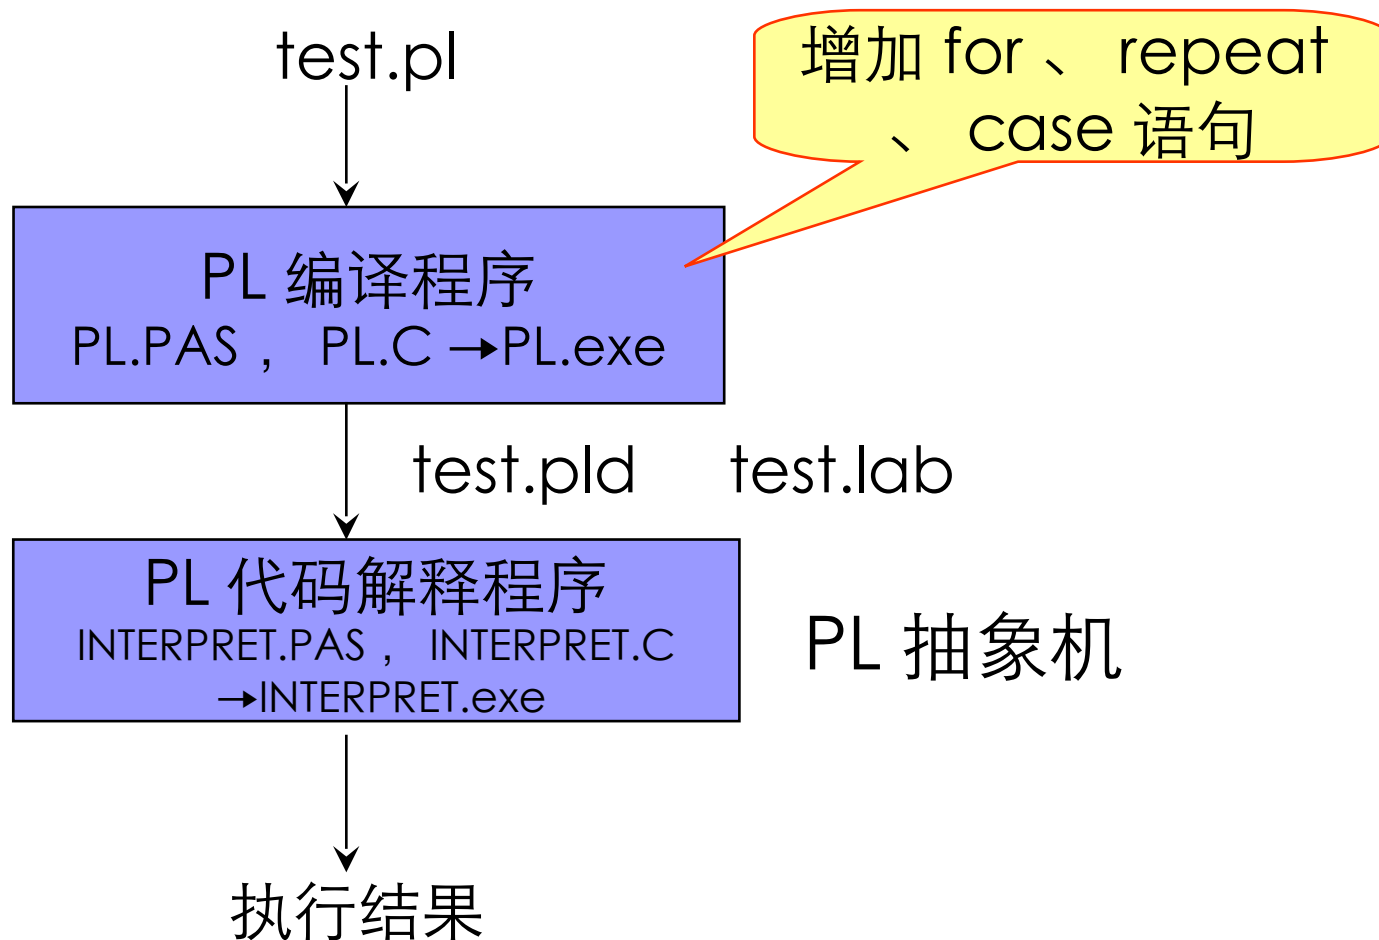 test.pl
增加 for 、 repeat
、 case 语句
PL 编译程序
PL.PAS ， PL.C →PL.exe
test.pld test.lab
PL 代码解释程序
INTERPRET.PAS ， INTERPRET.C
→INTERPRET.exe
PL 抽象机
执行结果